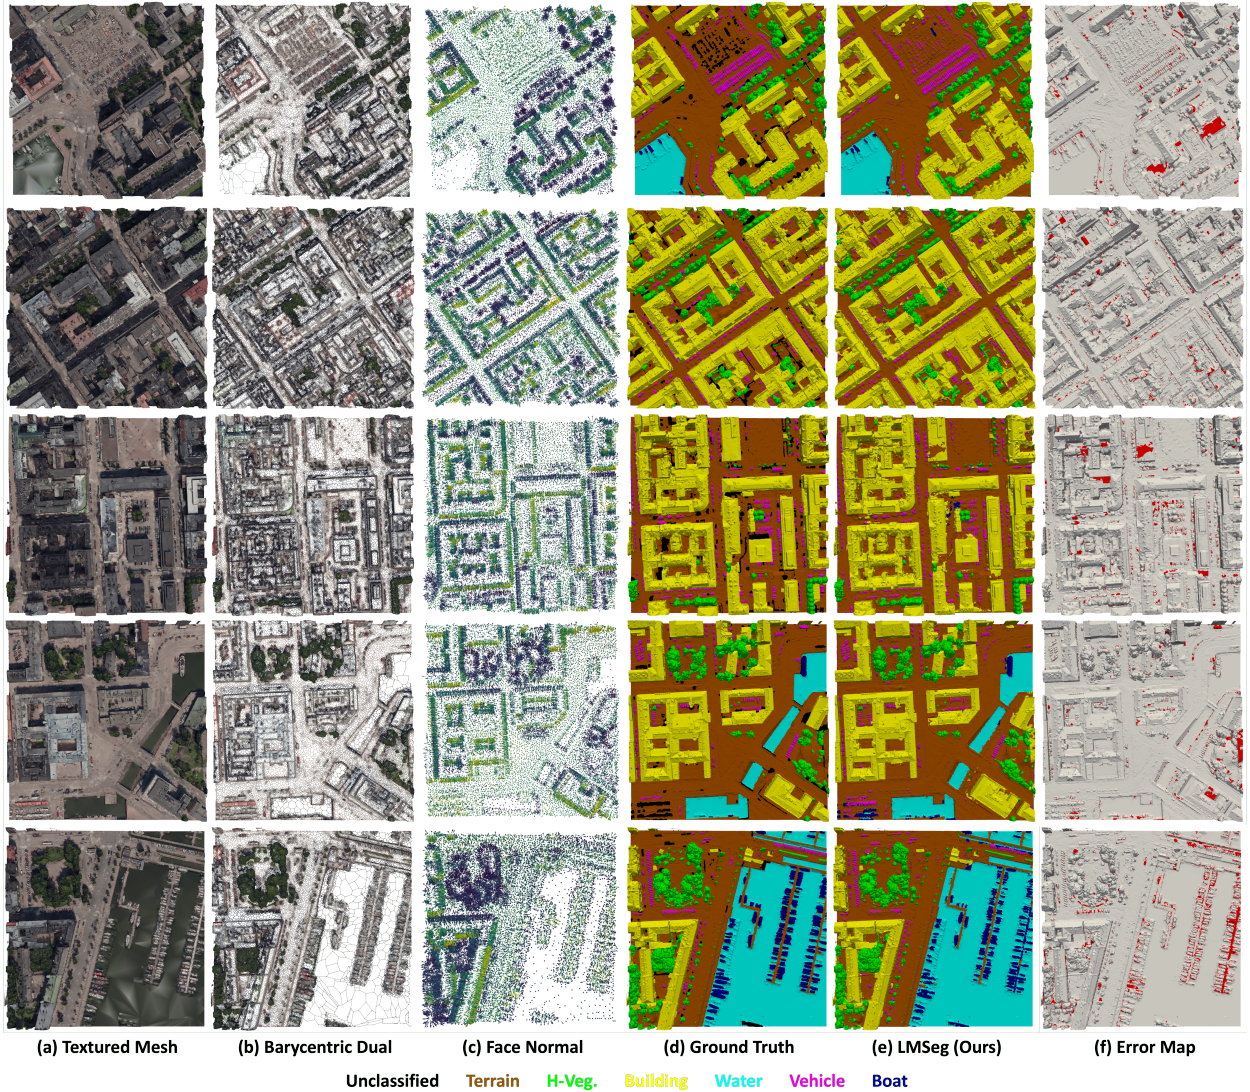 (a) Textured Mesh (b) Barycentric Dual (c) Face Normal (d) Ground Truth (e) LMSeg (Ours) (f) Error Map
Unclassified Terrain H-Veg. Building Water Vehicle Boat